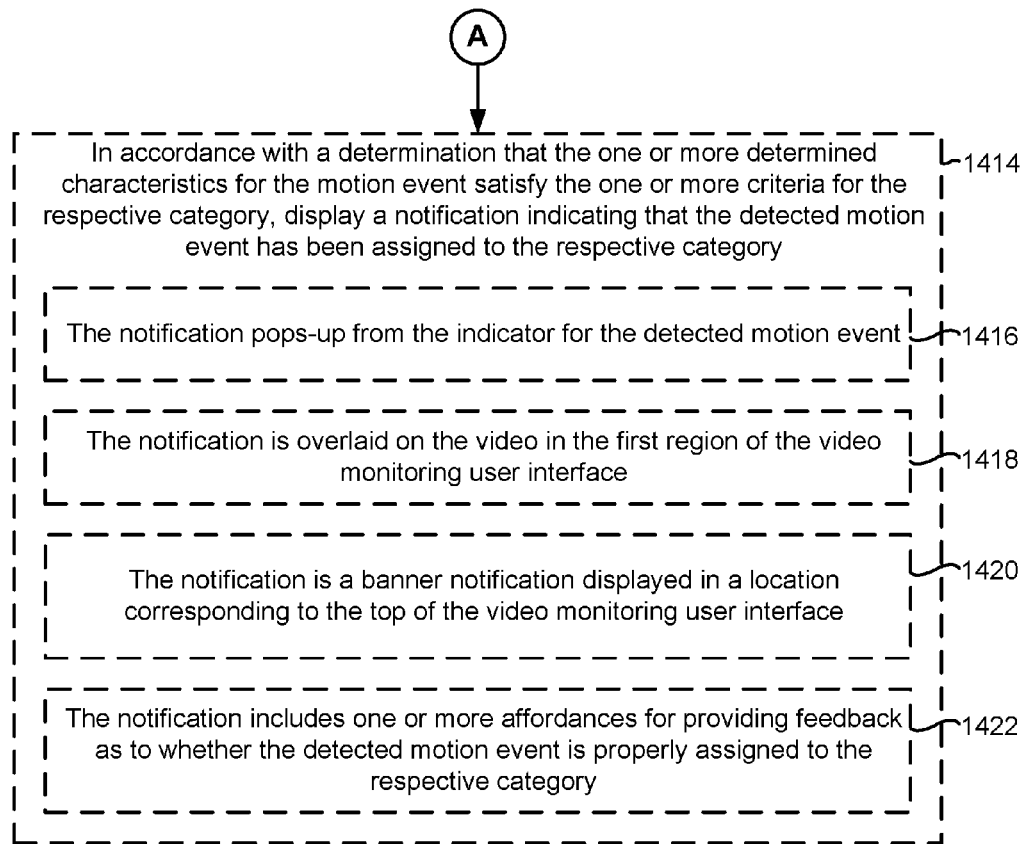 A
In accordance with a determination that the one or more determined
characteristics for the motion event satisfy the one or more criteria for the
respective category, display a notification indicating that the detected motion
event has been assigned to the respective category
1414
The notification pops-up from the indicator for the detected motion event
1416
The notification is overlaid on the video in the first region of the video
monitoring user interface
1418
The notification is a banner notification displayed in a location
corresponding to the top of the video monitoring user interface
1420
The notification includes one or more affordances for providing feedback
as to whether the detected motion event is properly assigned to the
respective category
1422